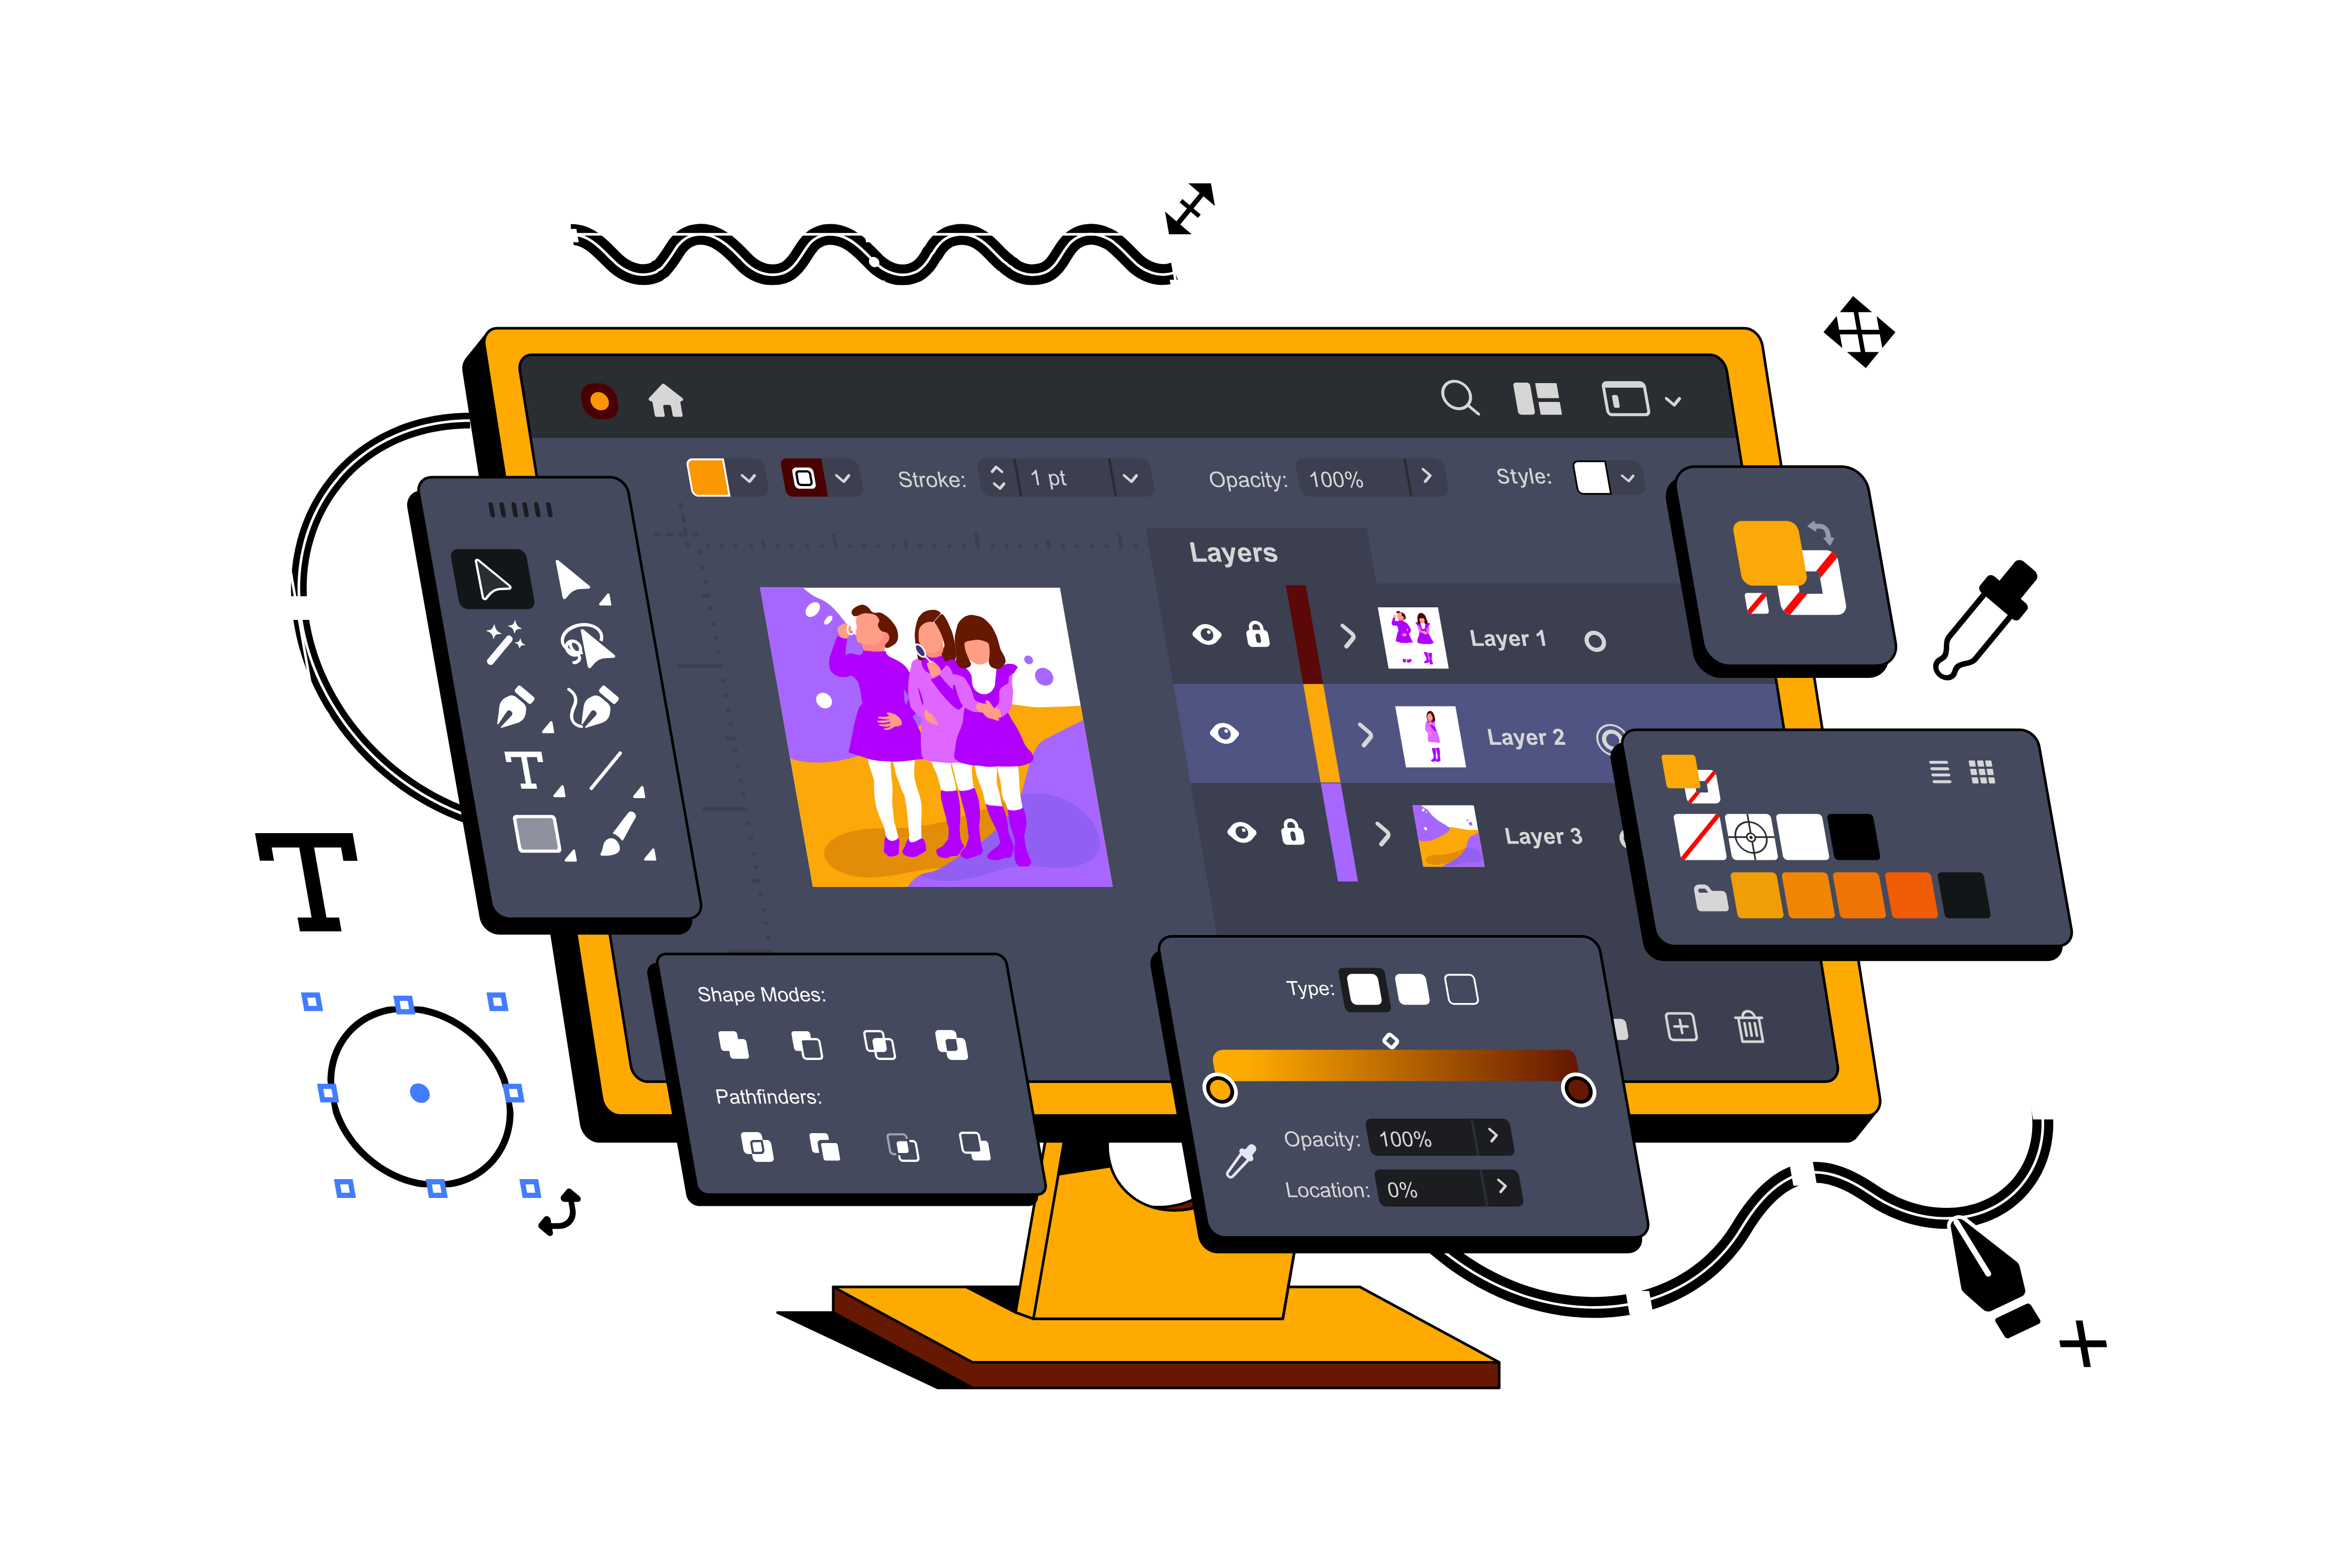 Stroke: 1 pt Opacity: 100% Style:
Layers
Layer 1
Layer 2
Layer 3
T
T
Shape Modes:
Pathfinders:
Type:
Opacity: 100%
Location: 0%